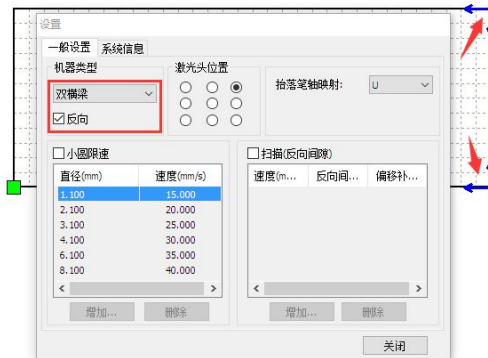 设置
一般设置 系统信息
机器类型
双横梁
反向
激光头位置
抬落笔轴映射: U
小圆限速
直径(mm) 速度(mm/s)
1.100 15.000
2.100 20.000
3.100 25.000
4.100 30.000
6.100 35.000
8.100 40.000
增加... 删除
扫描(反向间隙)
速度(m... 反向间... 偏移补...
增加... 删除
关闭